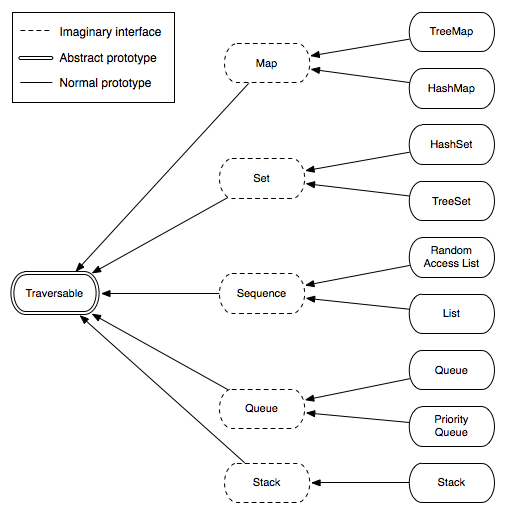 Imaginary interface
Abstract prototype
Normal prototype
TreeMap
Map
HashMap
HashSet
Set
TreeSet
Random
Access List
Traversable
Sequence
List
Queue
Queue
Priority
Queue
Stack
Stack